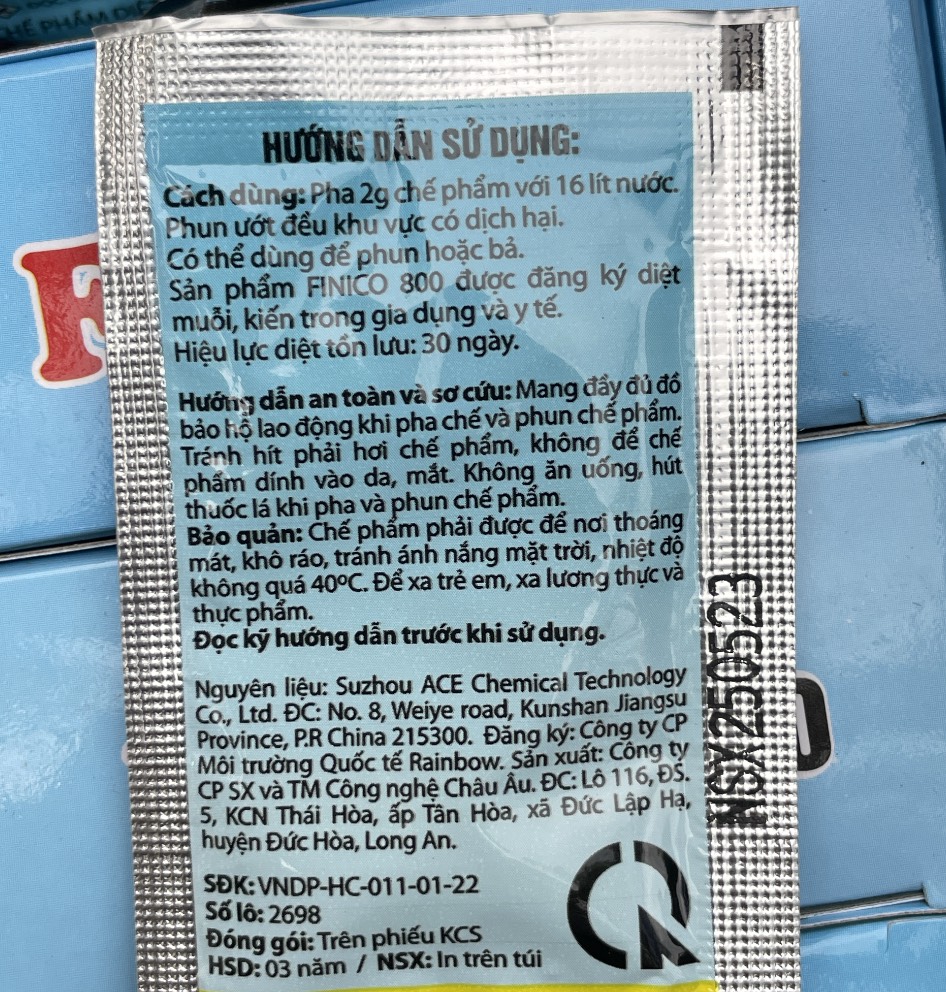 HƯỚNG DẪN SỬ DỤNG:
Cách dùng: Pha 2g chế phẩm với 16 lít nước.
Phun ướt đều khu vực có dịch hại.
Có thể dùng để phun hoặc bả.
Sản phẩm FINICO 800 được đăng ký diệt
muỗi, kiến trong gia dụng và y tế.
Hiệu lực diệt tồn lưu: 30 ngày.
Hướng dẫn an toàn và sơ cứu: Mang đầy đủ đồ
bảo hộ lao động khi pha chế và phun chế phẩm.
Tránh hít phải hơi chế phẩm, không để chế
phẩm dính vào da, mắt. Không ăn uống, hút
thuốc lá khi pha và phun chế phẩm.
Bảo quản: Chế phẩm phải được để nơi thoáng
mát, khô ráo, tránh ánh nắng mặt trời, nhiệt độ
không quá 40ºC. Để xa trẻ em, xa lương thực và
thực phẩm.
Đọc kỹ hướng dẫn trước khi sử dụng.
Nguyên liệu: Suzhou ACE Chemical Technology
Co., Ltd. ĐC: No. 8, Weiye road, Kunshan Jiangsu
Province, P.R China 215300. Đăng ký: Công ty CP
Môi trường Quốc tế Rainbow. Sản xuất: Công ty
CP SX và TM Công nghệ Châu Âu. ĐC: Lô 116, ĐS.
5, KCN Thái Hòa, ấp Tân Hòa, xã Đức Lập Hạ,
huyện Đức Hòa, Long An.
SĐK: VNDP-HC-011-01-22
Số lô: 2698
Đóng gói: Trên phiếu KCS
HSD: 03 năm / NSX: In trên túi
NSX250523